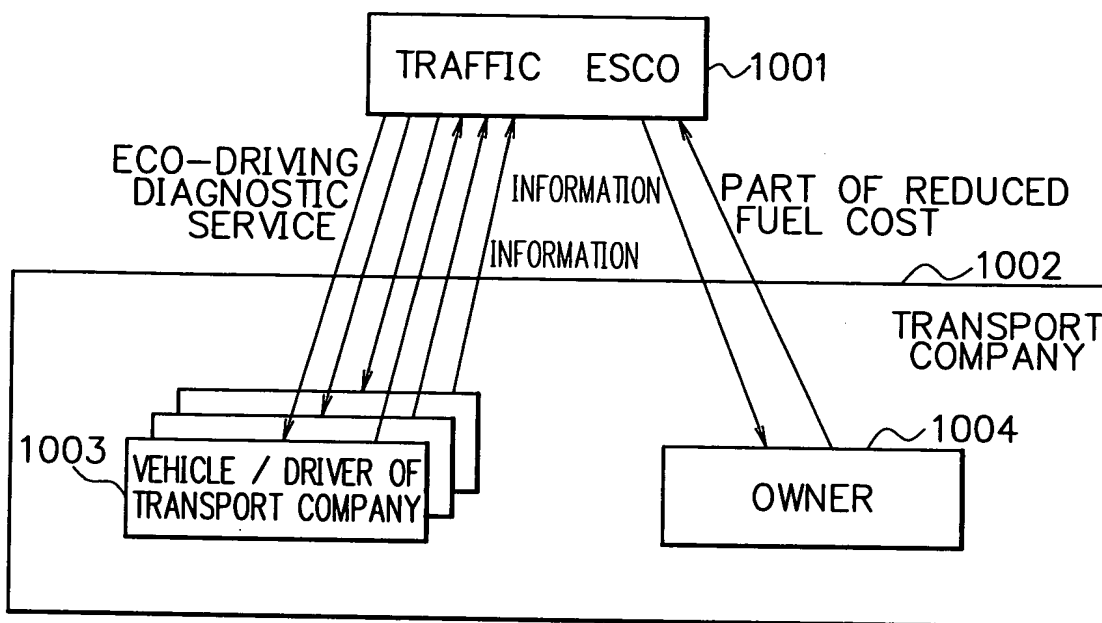 TRAFFIC ESCO
1001
ECO-DRIVING
DIAGNOSTIC
SERVICE
INFORMATION
INFORMATION
PART OF REDUCED
FUEL COST
1002
TRANSPORT
COMPANY
1003
VEHICLE / DRIVER OF
TRANSPORT COMPANY
1004
OWNER